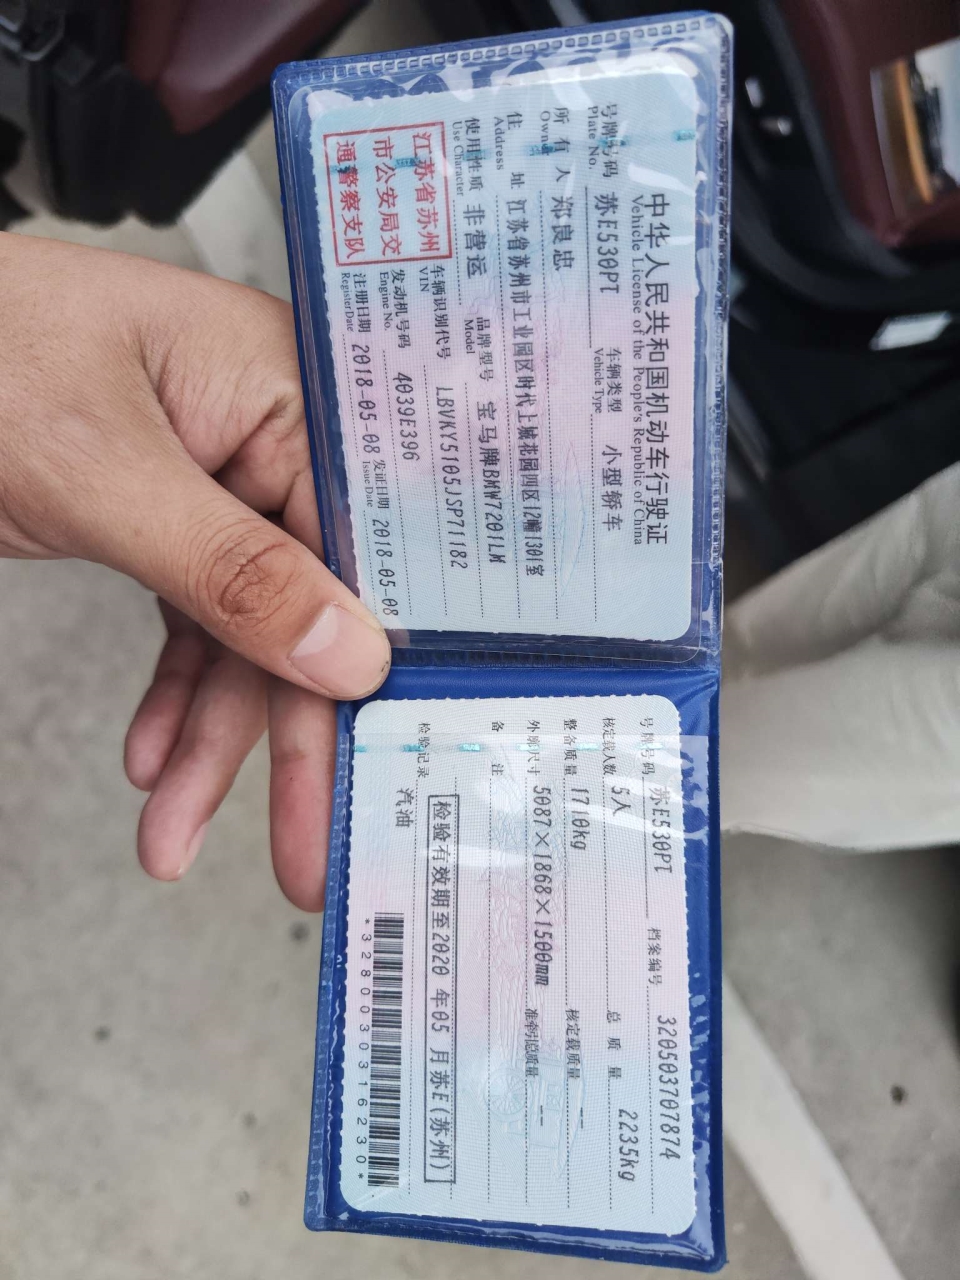 中华人民共和国机动车行驶证
Vehicle License of the People's Republic of China
号牌号码 苏E530PT 车辆类型 小型轿车
Plate No. Vehicle Type
所有人 郑良忠
Owner
住址 江苏省苏州市工业园区时代上城花园四区12幢1301室
Address
使用性质 非营运 品牌型号 宝马牌BMW7201LM
Use Character Model
江苏省苏州
市公安局交
通警察支队
车辆识别代号 LBVKY5105JSP71182
VIN
发动机号码 4039E396
Engine No.
注册日期 2018-05-08 发证日期 2018-05-08
Register Date Issue Date
号牌号码 苏E530PT 档案编号 320503707874
核定载人数 5人 总质量 2235kg
整备质量 1710kg 核定载质量 --
外廓尺寸 5087×1868×1500mm 准牵引总质量 --
备注
检验有效期至2020年05月苏E(苏州)
检验记录
汽油
*3280030316230*